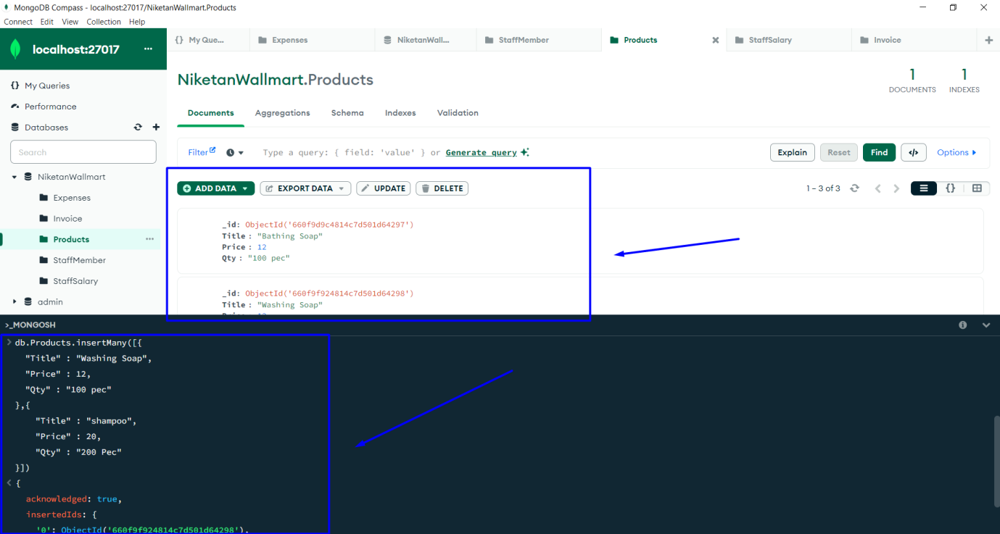 MongoDB Compass - localhost:27017/NiketanWallmart.Products
Connect Edit View Collection Help
localhost:27017 ...
{} My Que... Expenses NiketanWall... StaffMember Products StaffSalary Invoice
NiketanWallmart.Products
1 DOCUMENTS
1 INDEXES
{} My Queries
Performance
Databases
Search
NiketanWallmart
Expenses
Invoice
Products ...
StaffMember
StaffSalary
admin
Documents Aggregations Schema Indexes Validation
Filter Type a query: { field: 'value' } or Generate query Explain Reset Find </> Options
ADD DATA EXPORT DATA UPDATE DELETE 1 – 3 of 3 {}
_id: ObjectId('660f9d9c4814c7d501d64297')
Title : "Bathing Soap"
Price : 12
Qty : "100 pec"
_id: ObjectId('660f9f924814c7d501d64298')
Title : "Washing Soap"
Price : 12
>_MONGOSH
> db.Products.insertMany([{
"Title" : "Washing Soap",
"Price" : 12,
"Qty" : "100 pec"
},{
"Title" : "shampoo",
"Price" : 20,
"Qty" : "200 Pec"
}])
< {
acknowledged: true,
insertedIds: {
'0': ObjectId('660f9f924814c7d501d64298'),